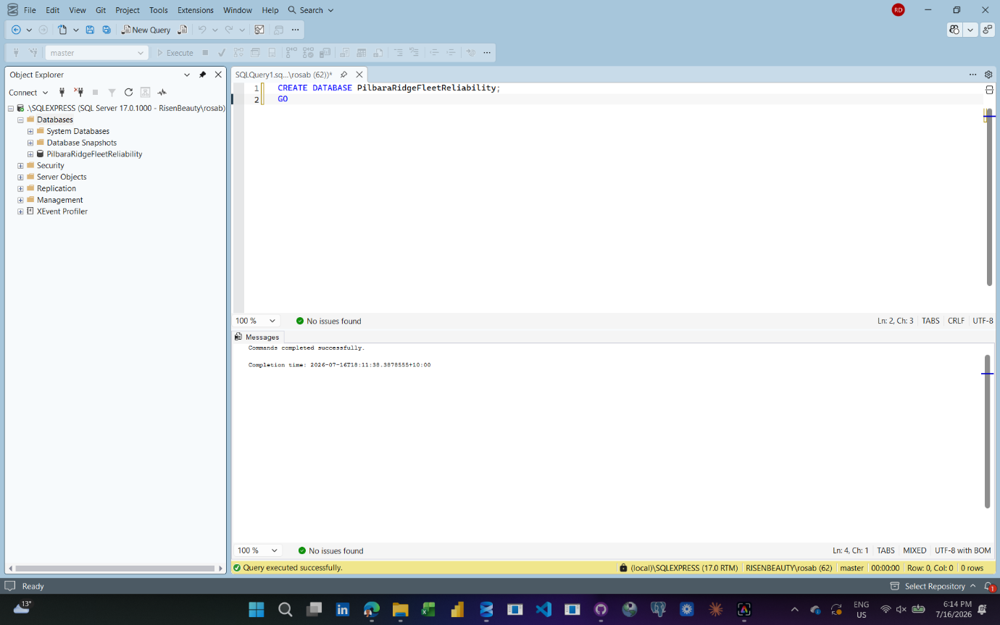 File Edit View Git Project Tools Extensions Window Help Search
RD
New Query
master Execute
Object Explorer
Connect
.\SQLEXPRESS (SQL Server 17.0.1000 - RisenBeauty\rosab)
Databases
System Databases
Database Snapshots
PilbaraRidgeFleetReliability
Security
Server Objects
Replication
Management
XEvent Profiler
SQLQuery1.sq...\rosab (62))*
1 CREATE DATABASE PilbaraRidgeFleetReliability;
2 GO
100 % No issues found Ln: 2, Ch: 3 TABS CRLF UTF-8
Messages
Commands completed successfully.
Completion time: 2026-07-16T18:11:38.3878555+10:00
100 % No issues found Ln: 4, Ch: 1 TABS MIXED UTF-8 with BOM
Query executed successfully. (local)\SQLEXPRESS (17.0 RTM) RISENBEAUTY\rosab (62) master 00:00:00 Row: 0, Col: 0 0 rows
Ready Select Repository 1
13°
ENG
US
6:14 PM
7/16/2026